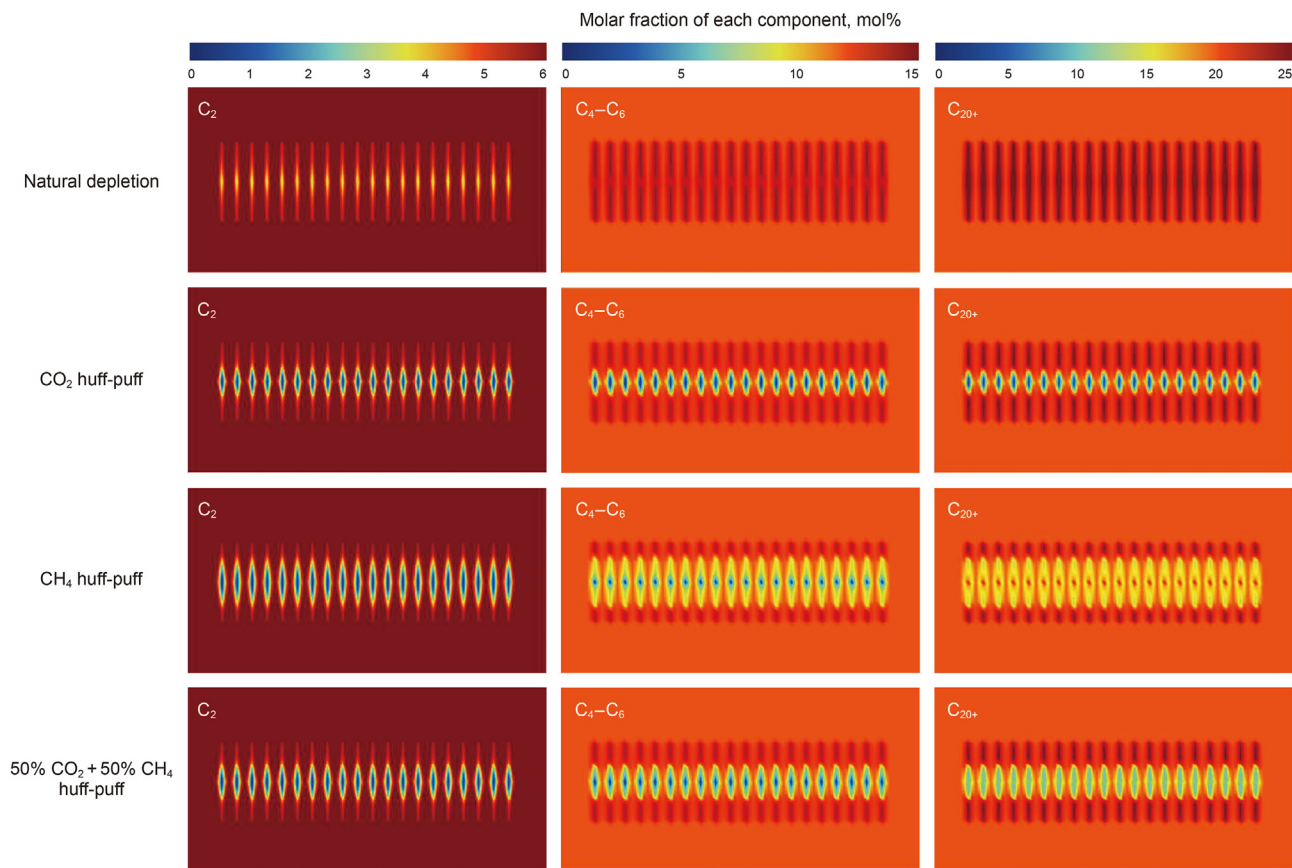 Molar fraction of each component, mol%
0 1 2 3 4 5 6
0 5 10 15
0 5 10 15 20 25
Natural depletion
C₂
C₄–C₆
C₂₀₊
CO₂ huff-puff
C₂
C₄–C₆
C₂₀₊
CH₄ huff-puff
C₂
C₄–C₆
C₂₀₊
50% CO₂ + 50% CH₄
huff-puff
C₂
C₄–C₆
C₂₀₊